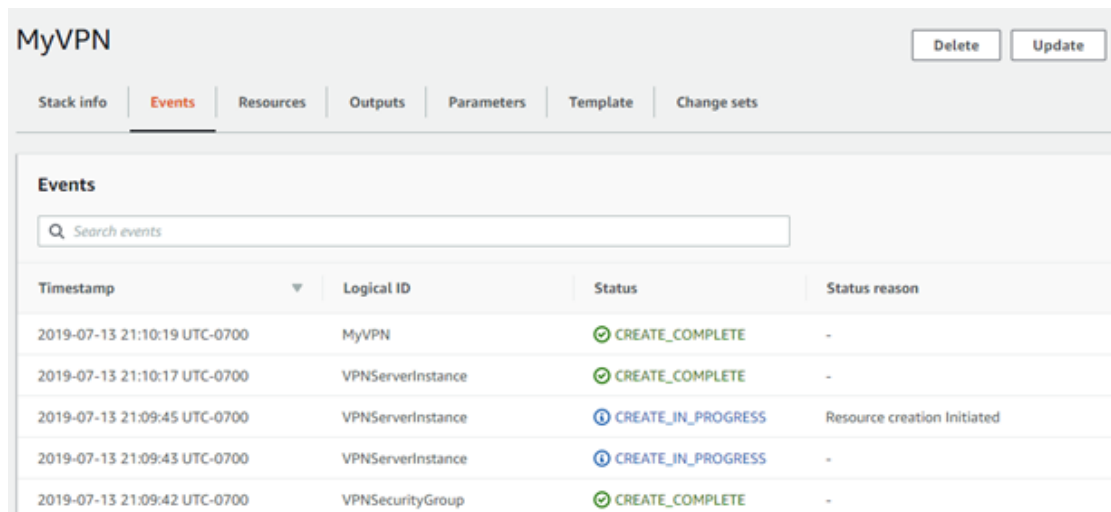 MyVPN
Delete Update
Stack info Events Resources Outputs Parameters Template Change sets
Events
Search events
Timestamp Logical ID Status Status reason
2019-07-13 21:10:19 UTC-0700 MyVPN CREATE_COMPLETE -
2019-07-13 21:10:17 UTC-0700 VPNServerInstance CREATE_COMPLETE -
2019-07-13 21:09:45 UTC-0700 VPNServerInstance CREATE_IN_PROGRESS Resource creation Initiated
2019-07-13 21:09:43 UTC-0700 VPNServerInstance CREATE_IN_PROGRESS -
2019-07-13 21:09:42 UTC-0700 VPNSecurityGroup CREATE_COMPLETE -